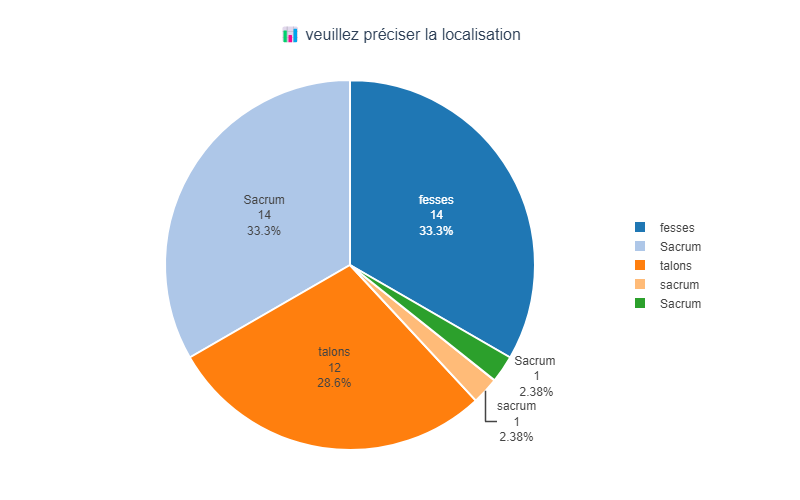 📊 veuillez préciser la localisation
Sacrum
14
33.3%
fesses
14
33.3%
talons
12
28.6%
Sacrum
1
2.38%
sacrum
1
2.38%
fesses
Sacrum
talons
sacrum
Sacrum